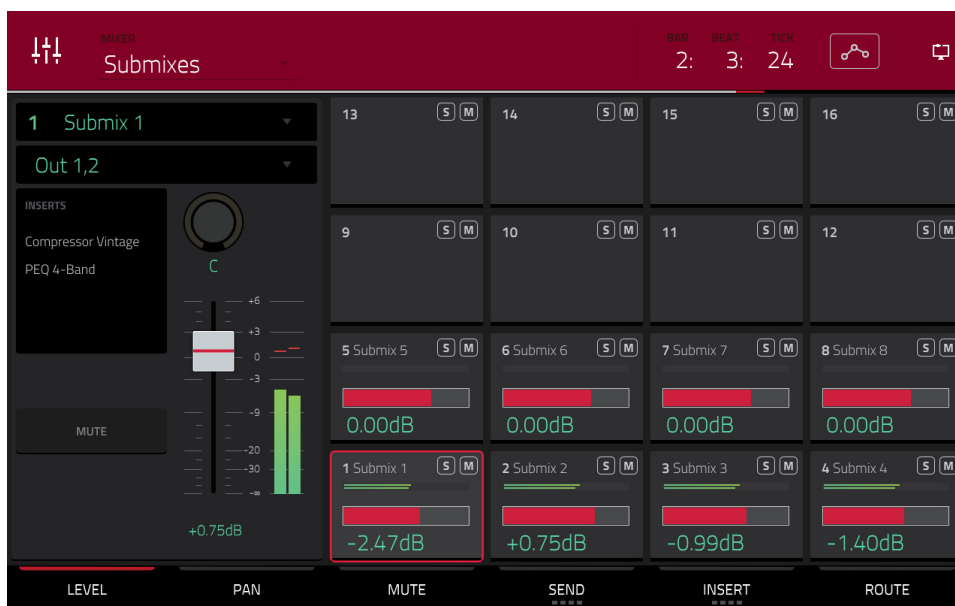 MIXER
Submixes
BAR BEAT TICK
2: 3: 24
1 Submix 1
Out 1,2
INSERTS
Compressor Vintage
PEQ 4-Band
C
+6
+3
0
-3
-9
-20
-30
-∞
MUTE
+0.75dB
13 S M
14 S M
15 S M
16 S M
9 S M
10 S M
11 S M
12 S M
5 Submix 5 S M
0.00dB
6 Submix 6 S M
0.00dB
7 Submix 7 S M
0.00dB
8 Submix 8 S M
0.00dB
1 Submix 1 S M
-2.47dB
2 Submix 2 S M
+0.75dB
3 Submix 3 S M
-0.99dB
4 Submix 4 S M
-1.40dB
LEVEL PAN MUTE SEND INSERT ROUTE